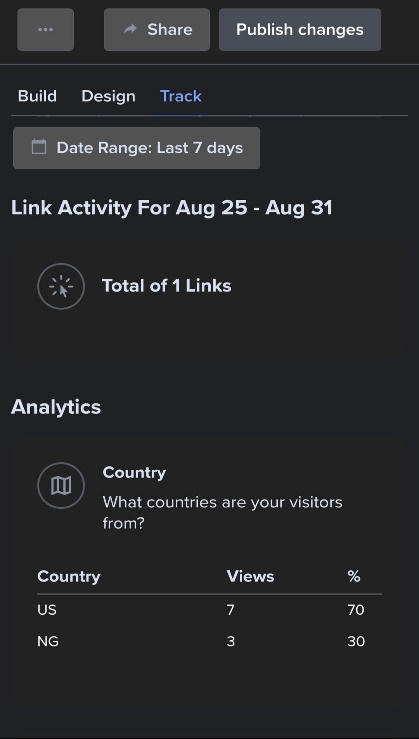 Share
Publish changes
Build Design Track
Date Range: Last 7 days
Link Activity For Aug 25 - Aug 31
Total of 1 Links
Analytics
Country
What countries are your visitors
from?
Country Views %
US 7 70
NG 3 30